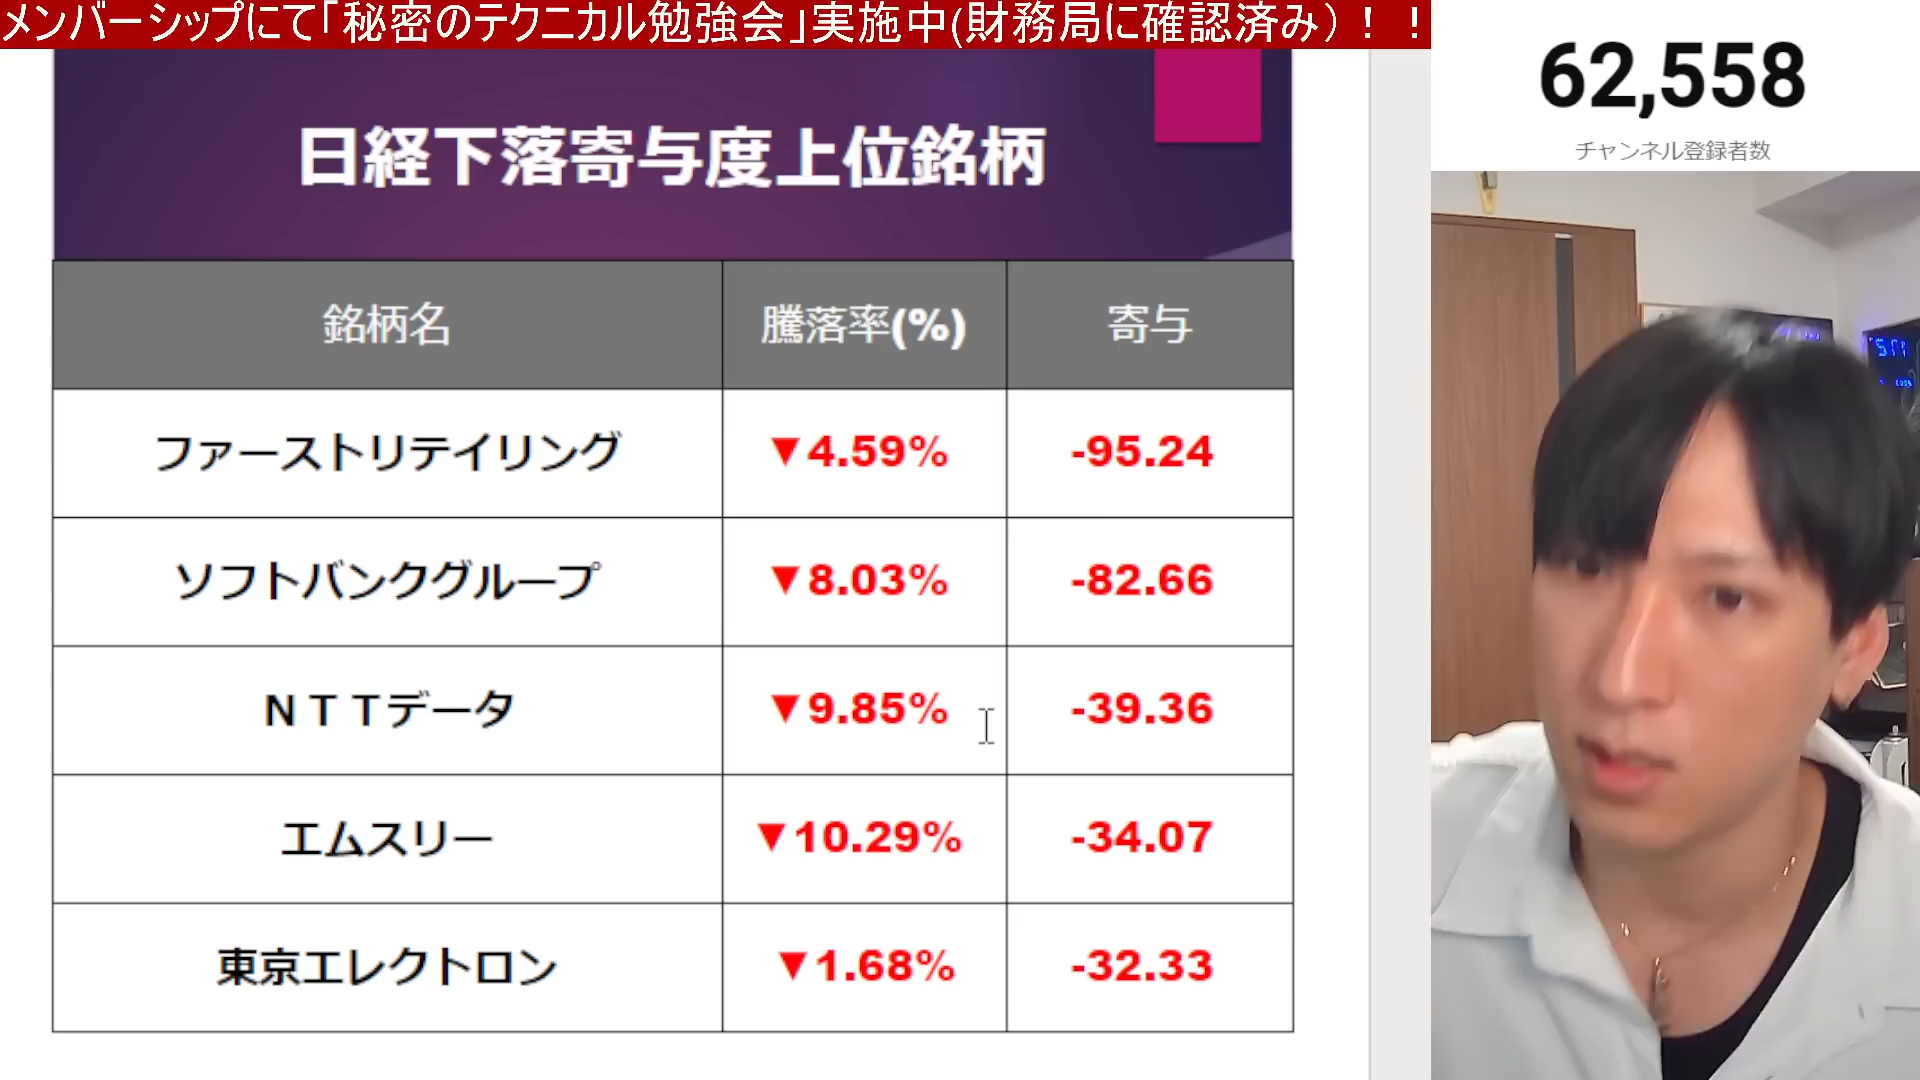 メンバーシップにて「秘密のテクニカル勉強会」実施中(財務局に確認済み）！！
62,558
チャンネル登録者数
日経下落寄与度上位銘柄
銘柄名 騰落率(%) 寄与
ファーストリテイリング ▼4.59% -95.24
ソフトバンクグループ ▼8.03% -82.66
ＮＴＴデータ ▼9.85% -39.36
エムスリー ▼10.29% -34.07
東京エレクトロン ▼1.68% -32.33